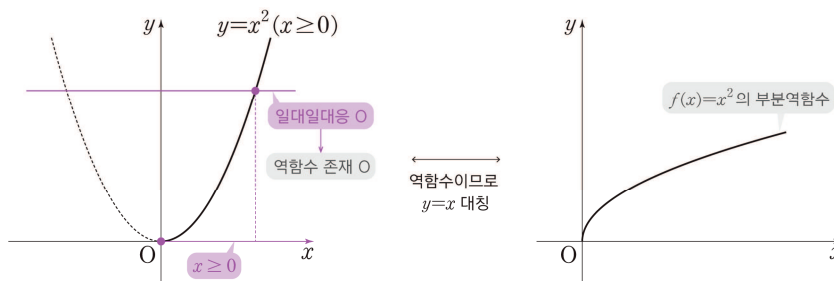 y
y=x²(x≥0)
일대일대응 O
역함수 존재 O
O
x≥0
x
역함수이므로
y=x 대칭
y
f(x)=x²의 부분역함수
O
x